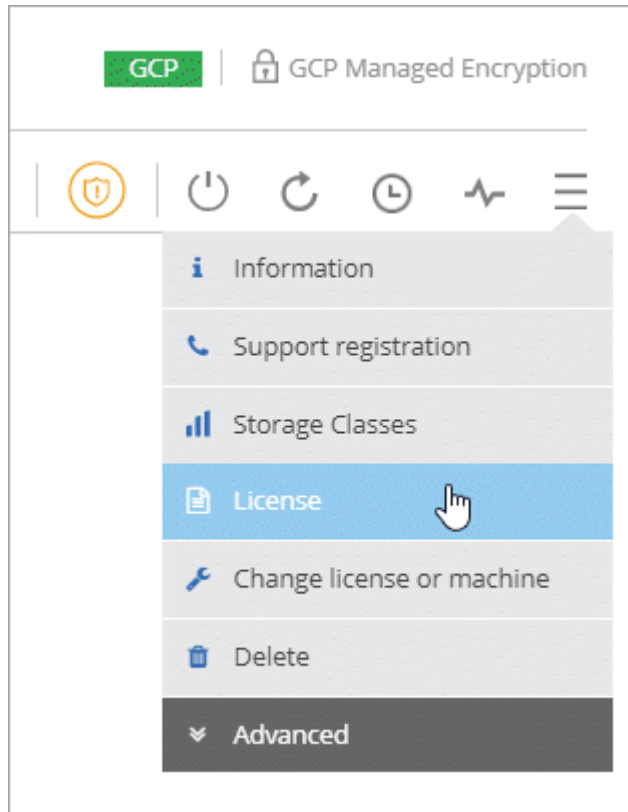 GCP
GCP Managed Encryption
Information
Support registration
Storage Classes
License
Change license or machine
Delete
Advanced